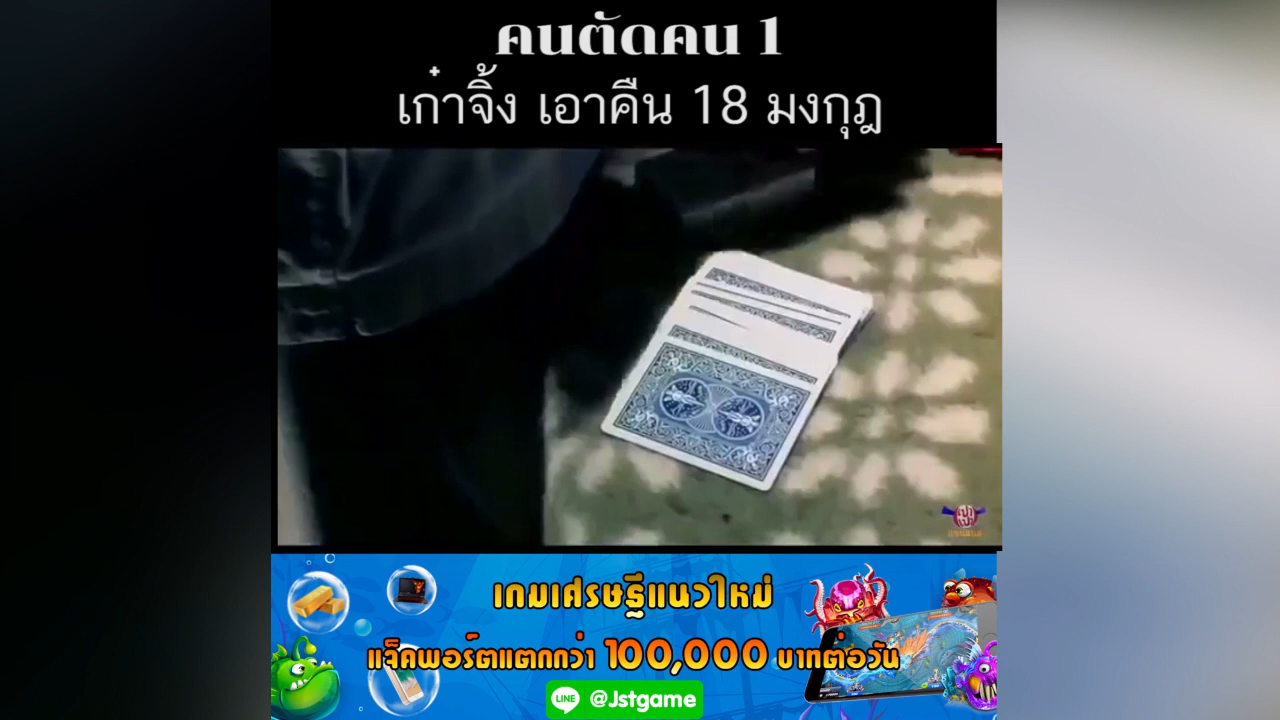 คนตัดคน 1
เก๋าจิ้ง เอาคืน 18 มงกุฎ
เกมเศรษฐีแนวใหม่
แจ็คพอร์ตแตกกว่า 100,000 บาทต่อวัน
LINE @Jstgame